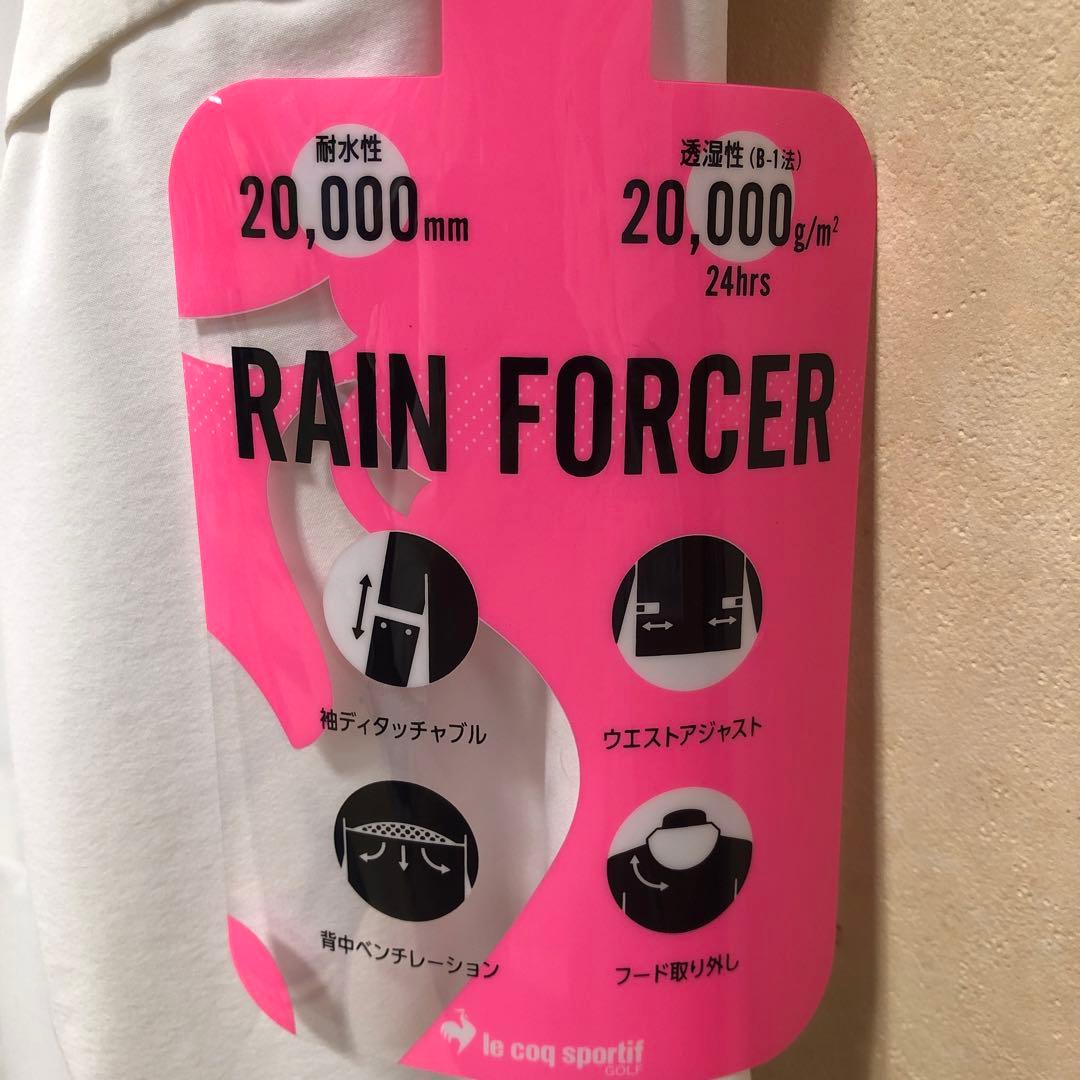 耐水性
20,000mm
透湿性(B-1法)
20,000g/m²
24hrs
RAIN FORCER
袖ディタッチャブル
ウエストアジャスト
背中ベンチレーション
フード取り外し
le coq sportif
GOLF